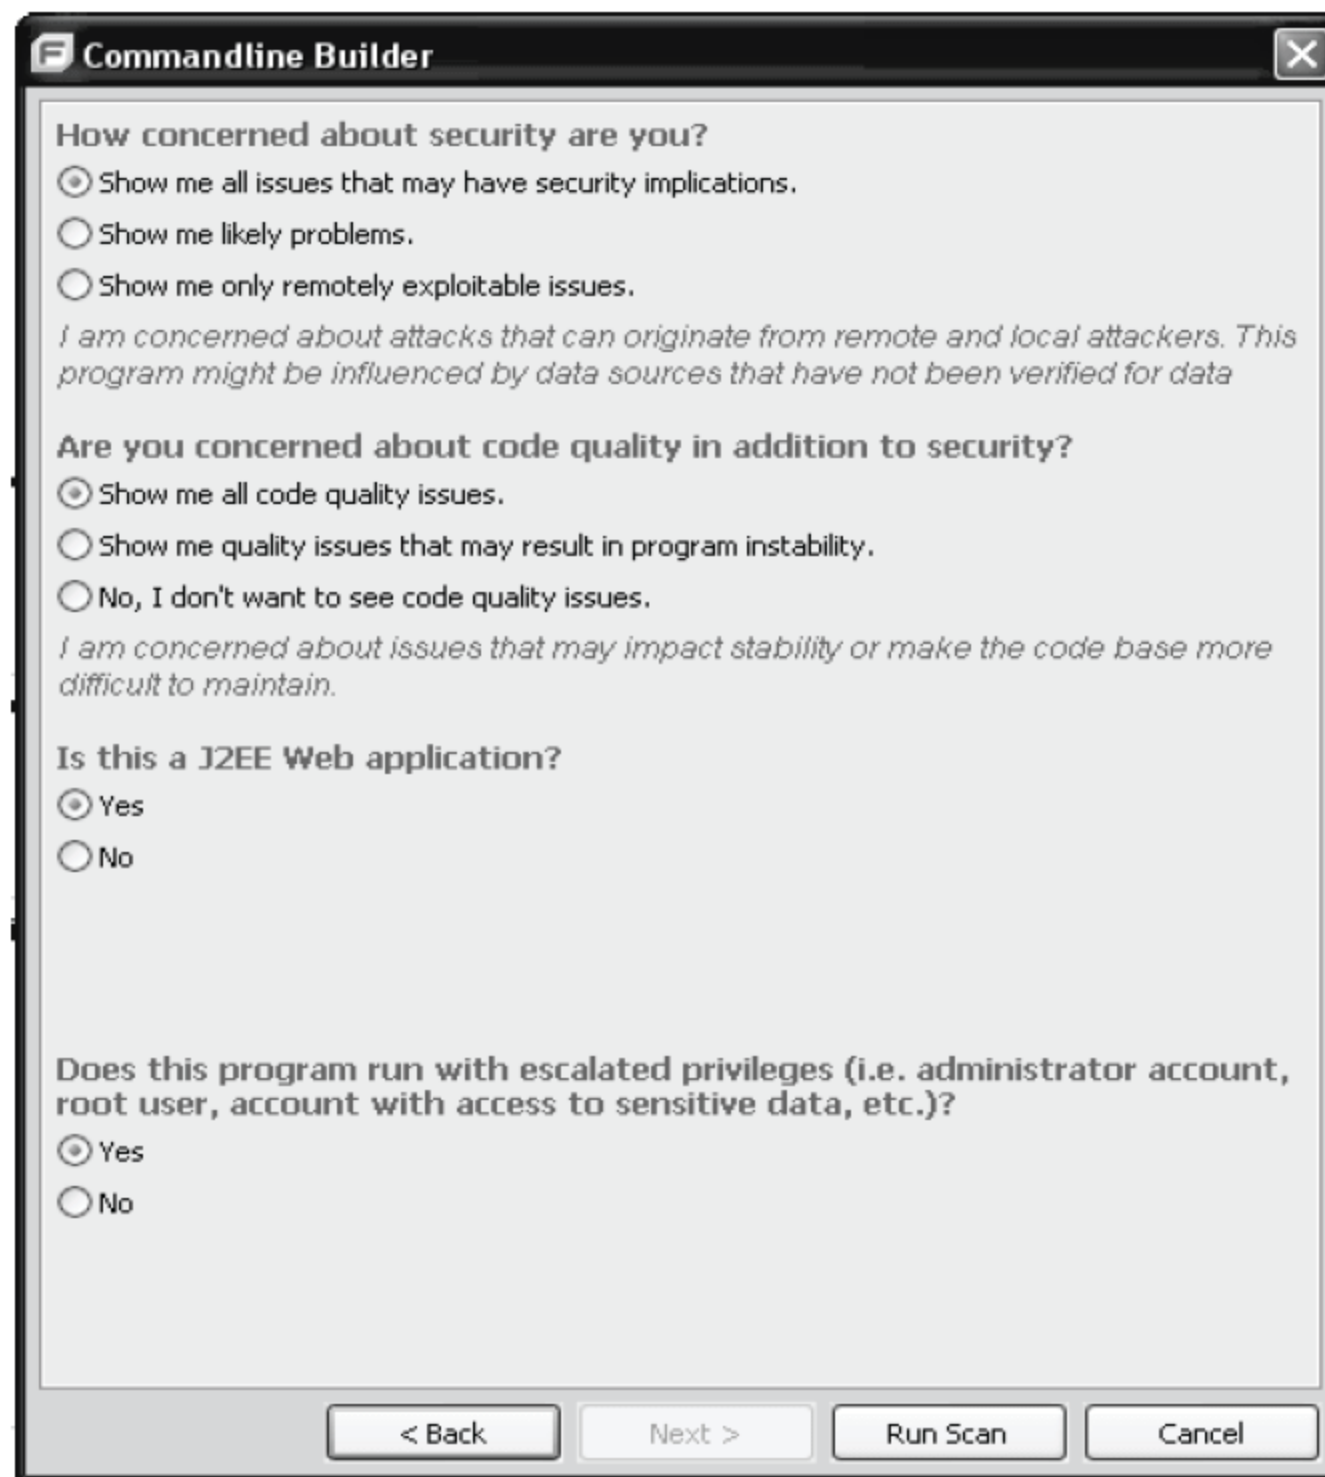 Commandline Builder
How concerned about security are you?
Show me all issues that may have security implications.
Show me likely problems.
Show me only remotely exploitable issues.
I am concerned about attacks that can originate from remote and local attackers. This
program might be influenced by data sources that have not been verified for data
Are you concerned about code quality in addition to security?
Show me all code quality issues.
Show me quality issues that may result in program instability.
No, I don't want to see code quality issues.
I am concerned about issues that may impact stability or make the code base more
difficult to maintain.
Is this a J2EE Web application?
Yes
No
Does this program run with escalated privileges (i.e. administrator account,
root user, account with access to sensitive data, etc.)?
Yes
No
< Back Next > Run Scan Cancel